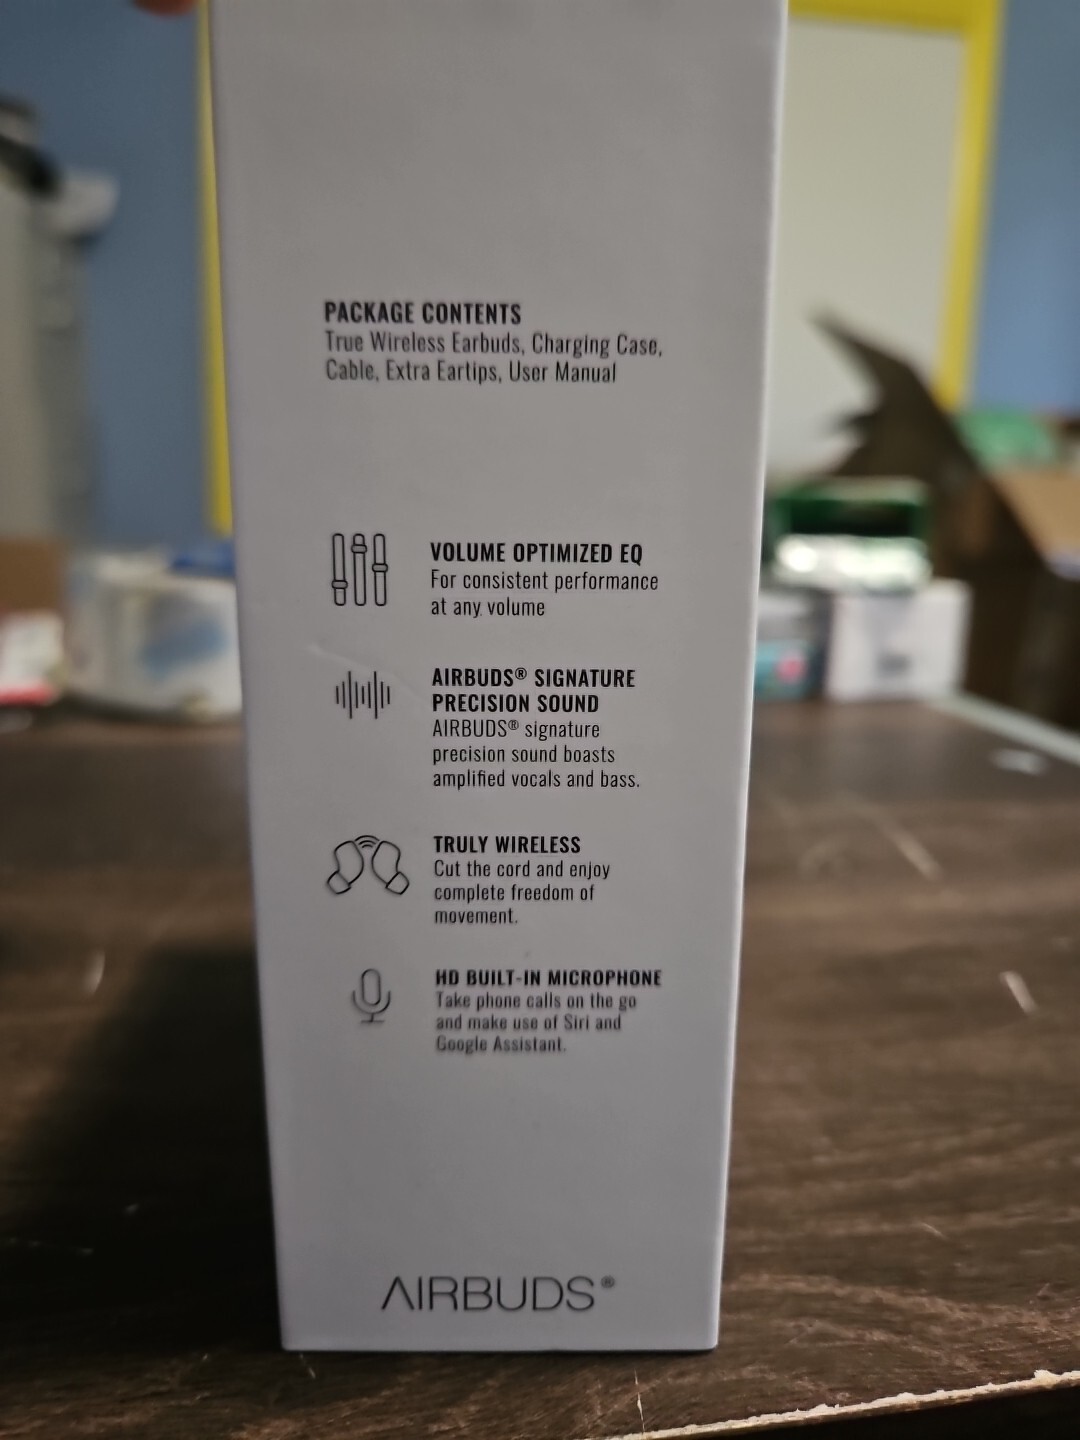 PACKAGE CONTENTS
True Wireless Earbuds, Charging Case,
Cable, Extra Eartips, User Manual
VOLUME OPTIMIZED EQ
For consistent performance
at any volume
AIRBUDS® SIGNATURE
PRECISION SOUND
AIRBUDS® signature
precision sound boasts
amplified vocals and bass.
TRULY WIRELESS
Cut the cord and enjoy
complete freedom of
movement.
HD BUILT-IN MICROPHONE
Take phone calls on the go
and make use of Siri and
Google Assistant.
AIRBUDS®